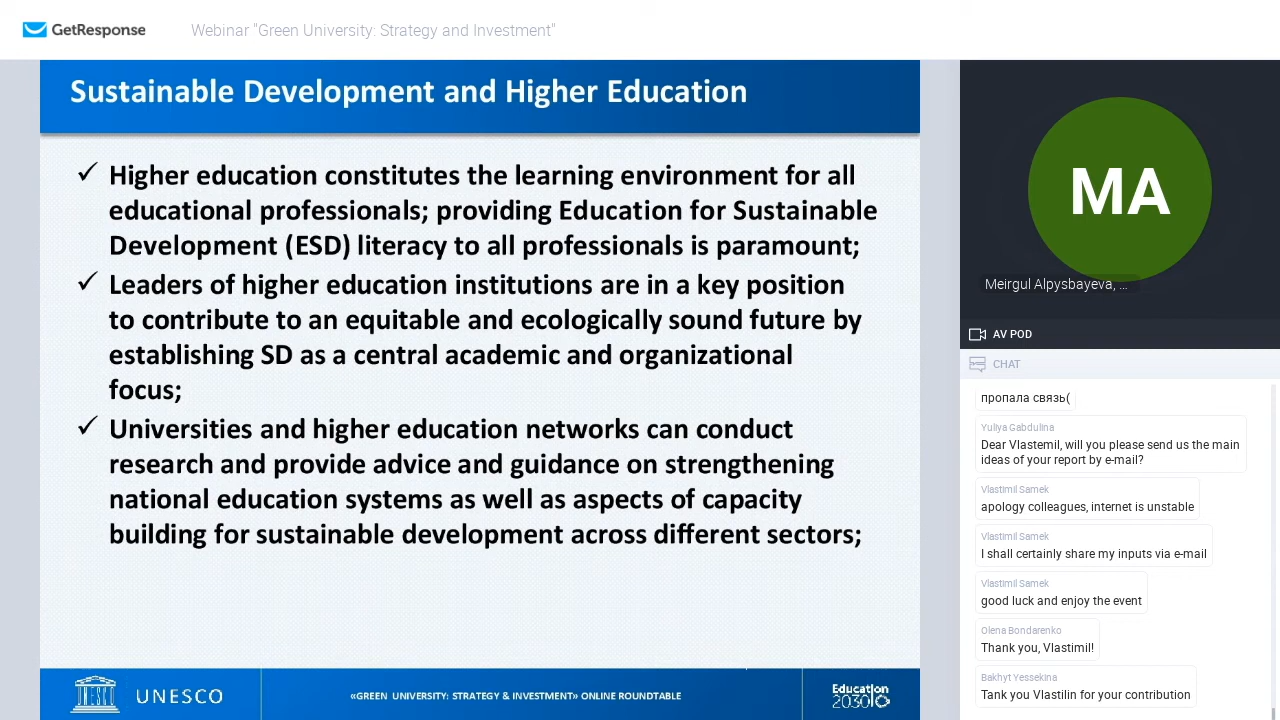 GetResponse
Webinar "Green University: Strategy and Investment"
Sustainable Development and Higher Education
✓ Higher education constitutes the learning environment for all
educational professionals; providing Education for Sustainable
Development (ESD) literacy to all professionals is paramount;
✓ Leaders of higher education institutions are in a key position
to contribute to an equitable and ecologically sound future by
establishing SD as a central academic and organizational
focus;
✓ Universities and higher education networks can conduct
research and provide advice and guidance on strengthening
national education systems as well as aspects of capacity
building for sustainable development across different sectors;
UNESCO
UNESCO
«GREEN UNIVERSITY: STRATEGY & INVESTMENT» ONLINE ROUNDTABLE
Education
2030
MA
Meirgul Alpysbayeva, ...
AV POD
CHAT
пропала связь(
Yuliya Gabdulina
Dear Vlastemil, will you please send us the main
ideas of your report by e-mail?
Vlastimil Samek
apology colleagues, internet is unstable
Vlastimil Samek
I shall certainly share my inputs via e-mail
Vlastimil Samek
good luck and enjoy the event
Olena Bondarenko
Thank you, Vlastimil!
Bakhyt Yessekina
Tank you Vlastilin for your contribution